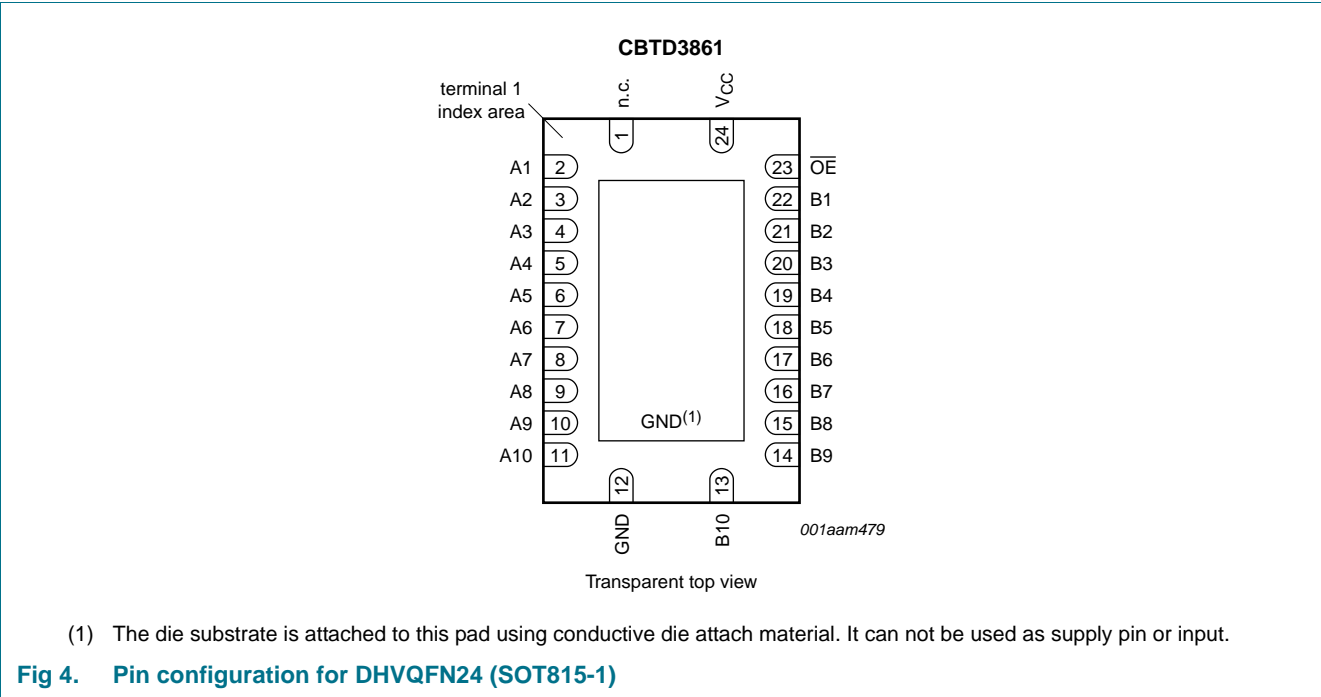 CBTD3861
terminal 1
index area
n.c.
VCC
1
24
A1 2 23 OE
A2 3 22 B1
A3 4 21 B2
A4 5 20 B3
A5 6 19 B4
A6 7 18 B5
A7 8 17 B6
A8 9 16 B7
A9 10 GND(1) 15 B8
A10 11 14 B9
12
13
GND
B10
001aam479
Transparent top view
(1) The die substrate is attached to this pad using conductive die attach material. It can not be used as supply pin or input.
Fig 4. Pin configuration for DHVQFN24 (SOT815-1)